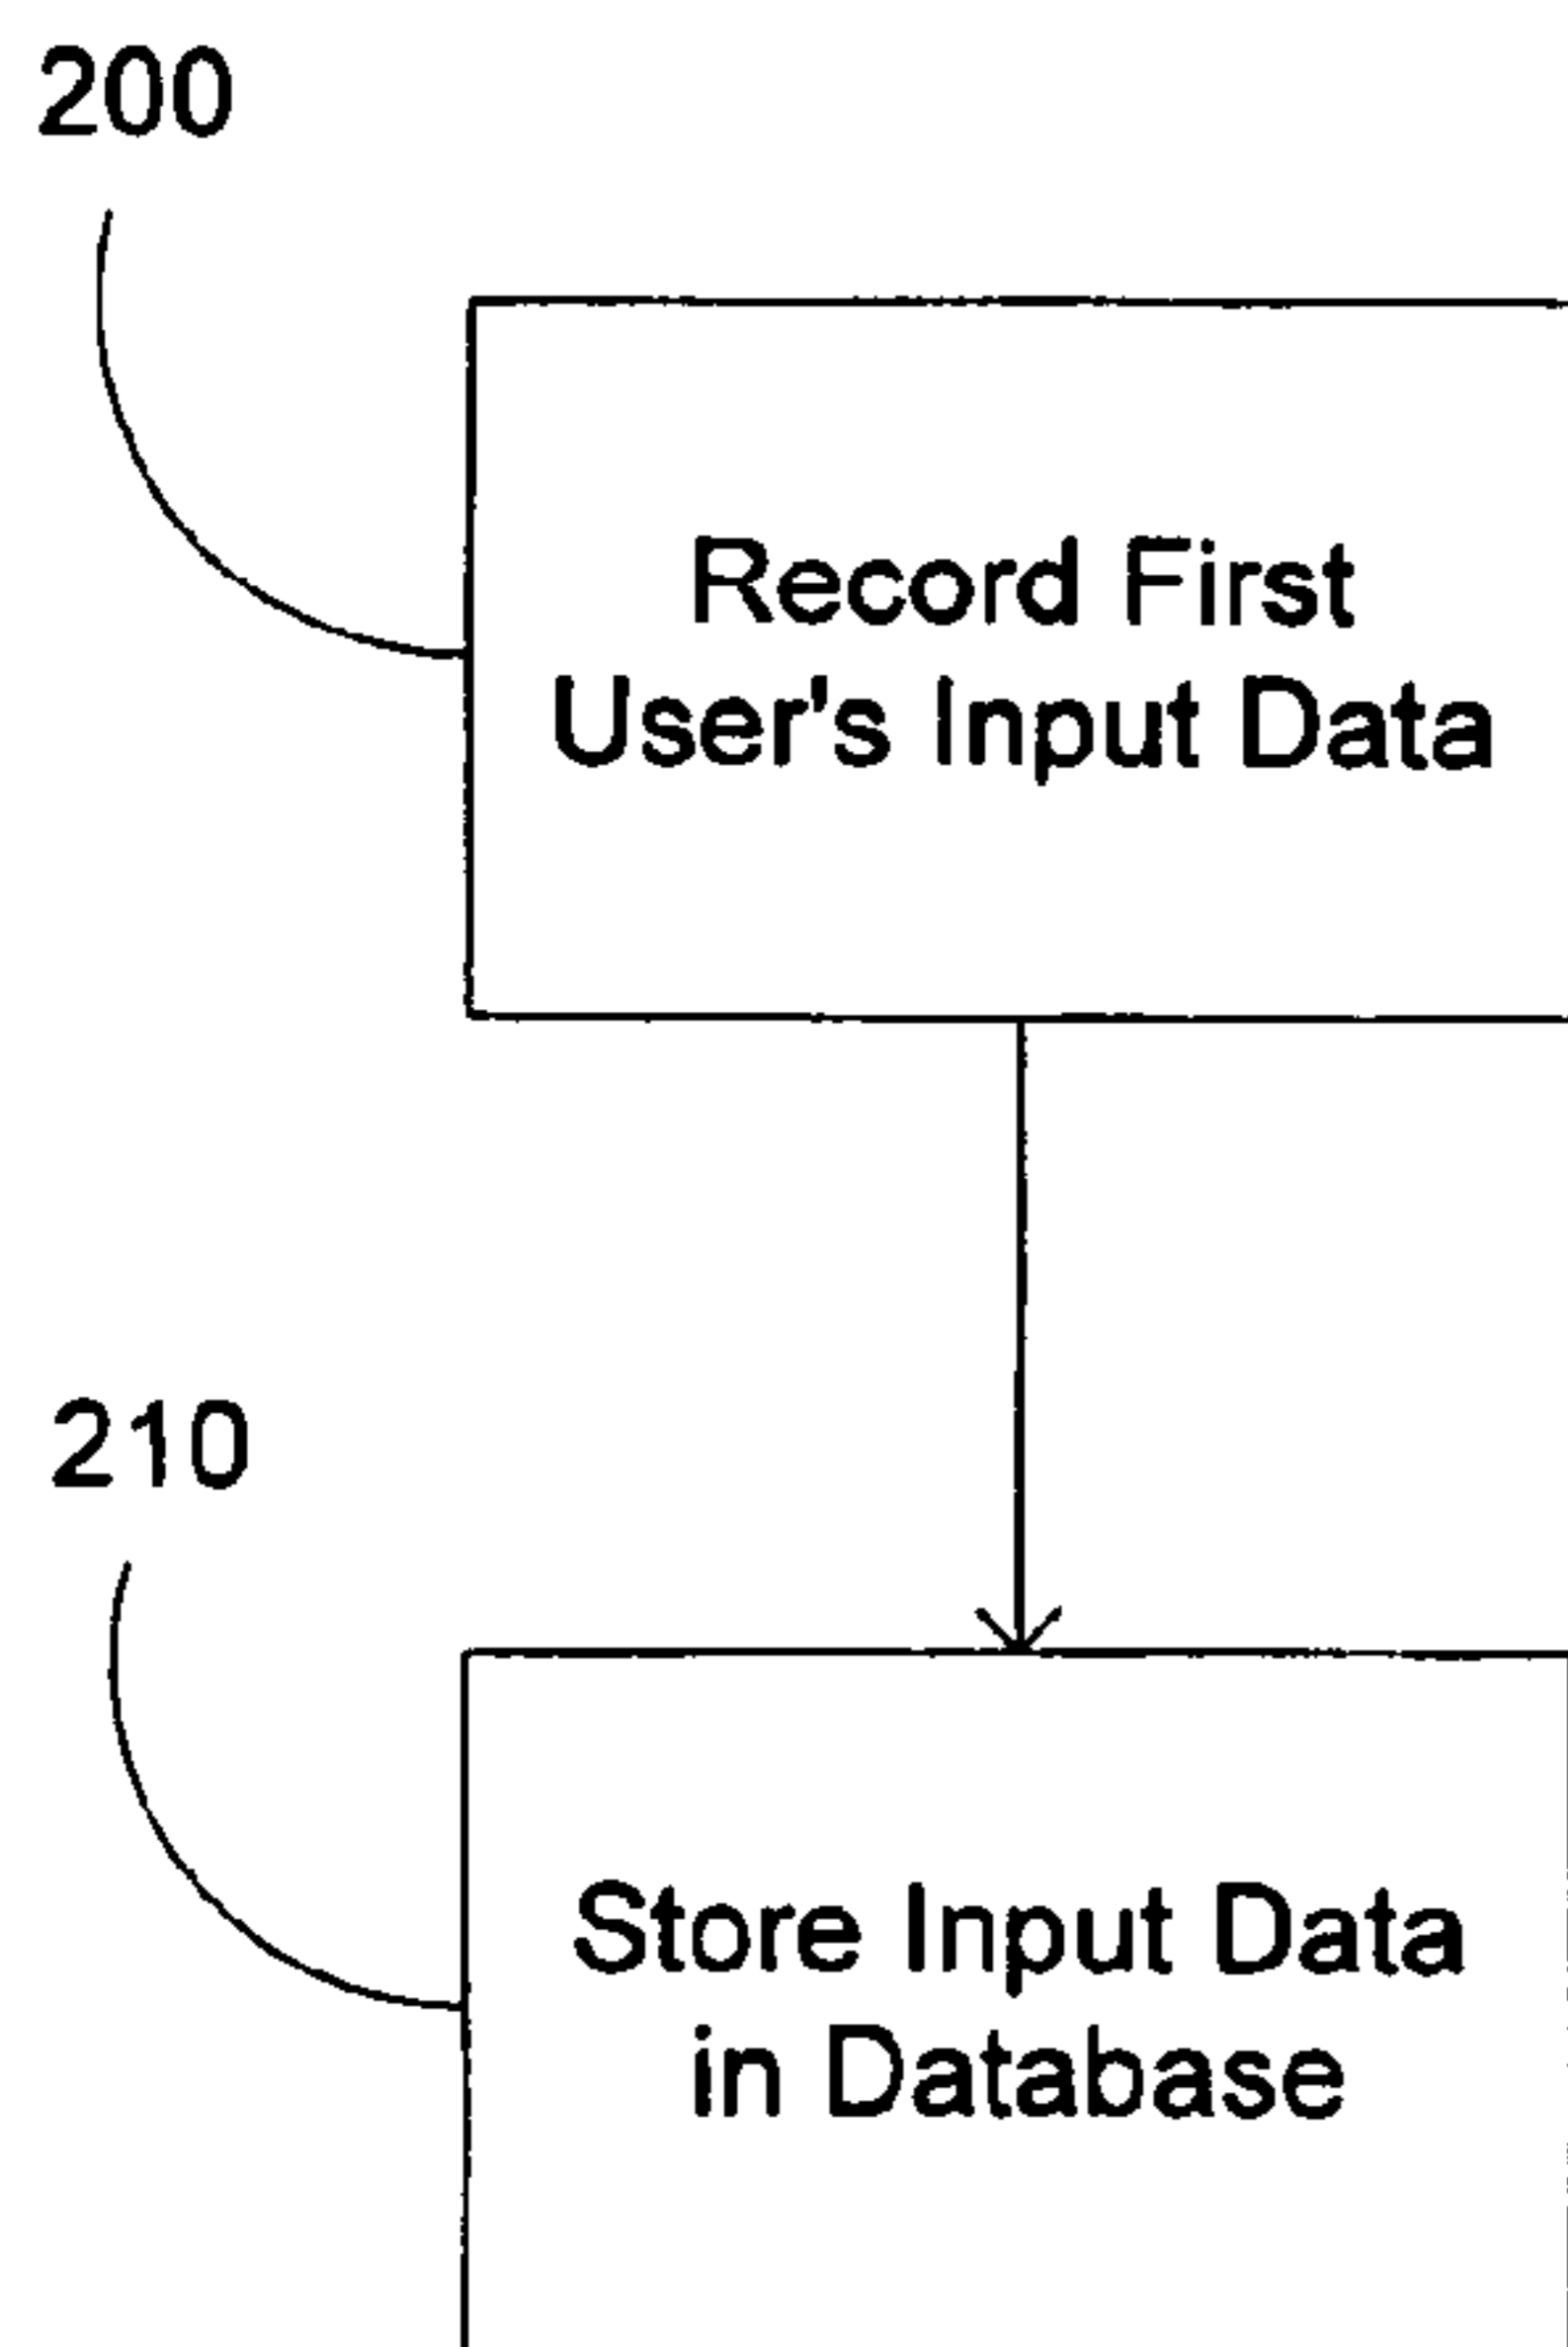 200
Record First
User's Input Data
210
Store Input Data
in Database